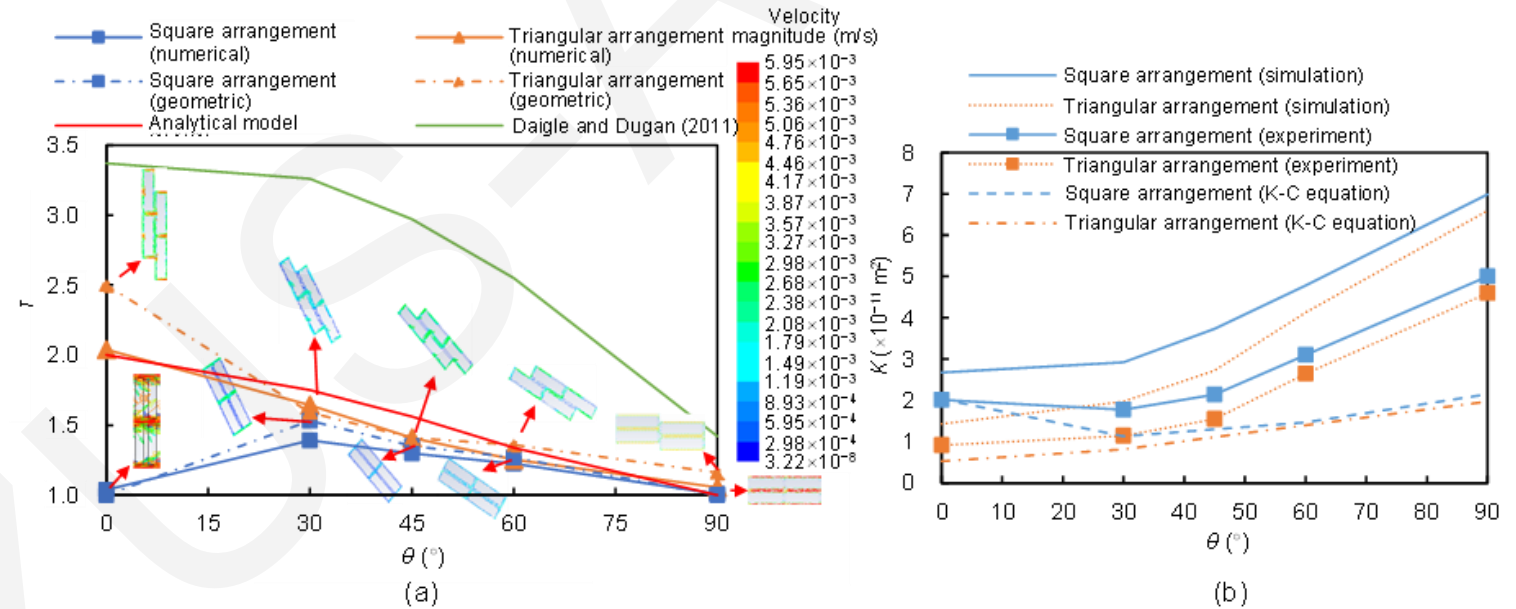 Square arrangement
(numerical)
Triangular arrangement
(numerical)
Square arrangement
(geometric)
Triangular arrangement
(geometric)
Analytical model
Daigle and Dugan (2011)
Velocity
magnitude (m/s)
5.95×10⁻³
5.65×10⁻³
5.36×10⁻³
5.06×10⁻³
4.76×10⁻³
4.46×10⁻³
4.17×10⁻³
3.87×10⁻³
3.57×10⁻³
3.27×10⁻³
2.98×10⁻³
2.68×10⁻³
2.38×10⁻³
2.08×10⁻³
1.79×10⁻³
1.49×10⁻³
1.19×10⁻³
8.93×10⁻⁴
5.95×10⁻⁴
2.98×10⁻⁴
3.22×10⁻⁸
3.5
3.0
2.5
2.0
1.5
1.0
τ
0 15 30 45 60 75 90
θ (°)
(a)
Square arrangement (simulation)
Triangular arrangement (simulation)
Square arrangement (experiment)
Triangular arrangement (experiment)
Square arrangement (K-C equation)
Triangular arrangement (K-C equation)
8
7
6
5
4
3
2
1
0
K (×10⁻¹¹ m²)
0 10 20 30 40 50 60 70 80 90
θ (°)
(b)